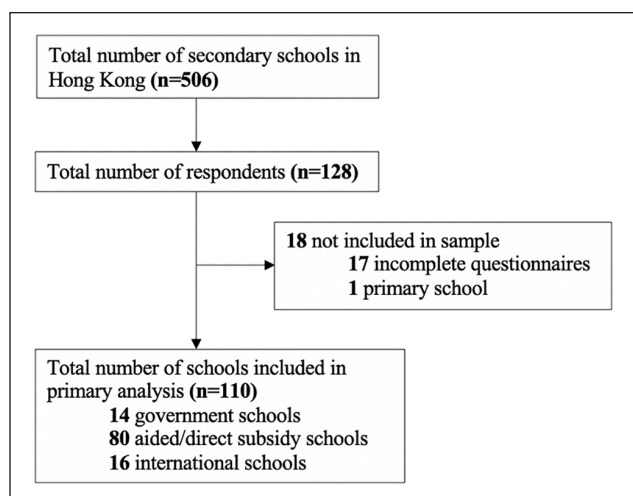 Total number of secondary schools in
Hong Kong (n=506)
Total number of respondents (n=128)
18 not included in sample
17 incomplete questionnaires
1 primary school
Total number of schools included in
primary analysis (n=110)
14 government schools
80 aided/direct subsidy schools
16 international schools